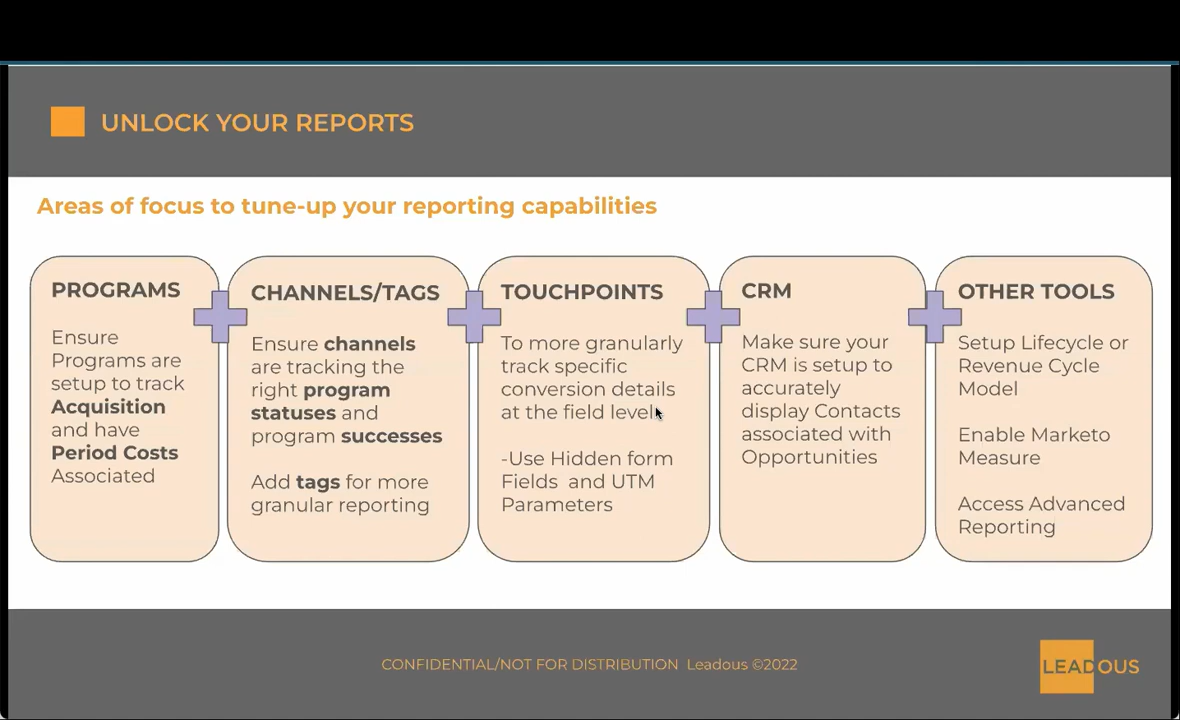 UNLOCK YOUR REPORTS
Areas of focus to tune-up your reporting capabilities
PROGRAMS
Ensure
Programs are
setup to track
Acquisition
and have
Period Costs
Associated
CHANNELS/TAGS
Ensure channels
are tracking the
right program
statuses and
program successes
Add tags for more
granular reporting
TOUCHPOINTS
To more granularly
track specific
conversion details
at the field level
-Use Hidden form
Fields  and UTM
Parameters
CRM
Make sure your
CRM is setup to
accurately
display Contacts
associated with
Opportunities
OTHER TOOLS
Setup Lifecycle or
Revenue Cycle
Model
Enable Marketo
Measure
Access Advanced
Reporting
CONFIDENTIAL/NOT FOR DISTRIBUTION  Leadous ©2022
LEADOUS